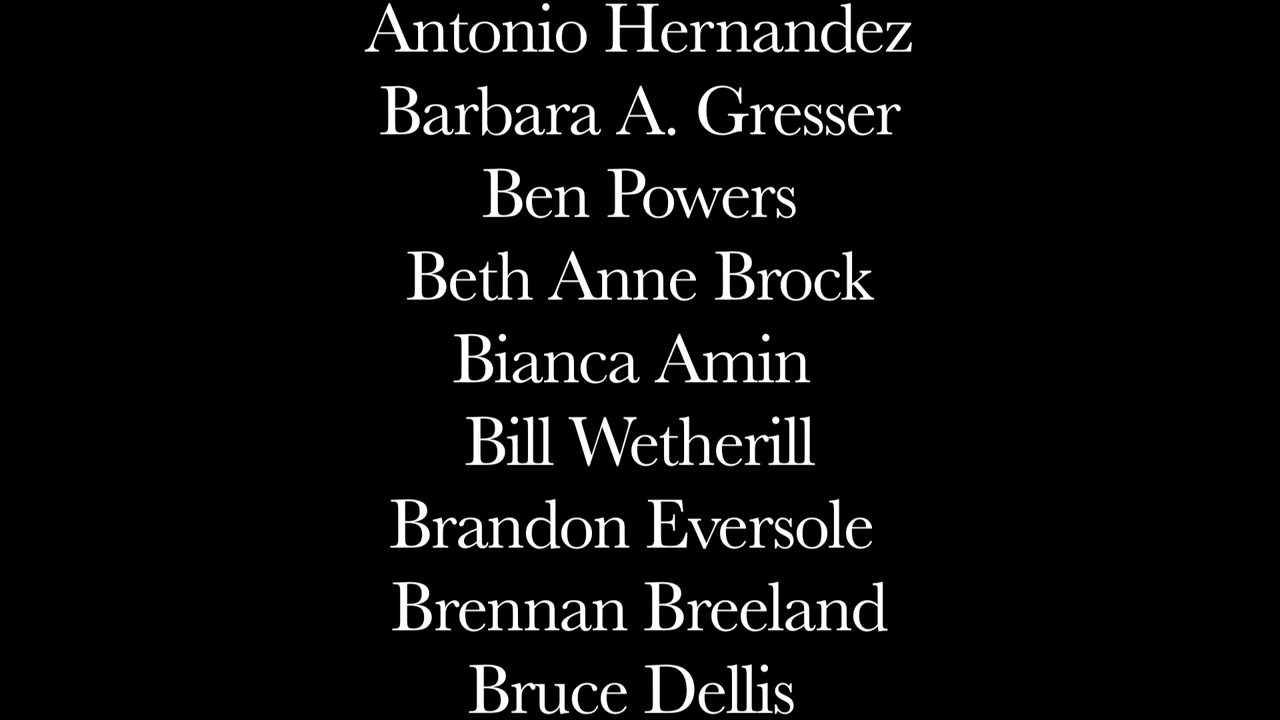 Antonio Hernandez
Barbara A. Gresser
Ben Powers
Beth Anne Brock
Bianca Amin
Bill Wetherill
Brandon Eversole
Brennan Breeland
Bruce Dellis